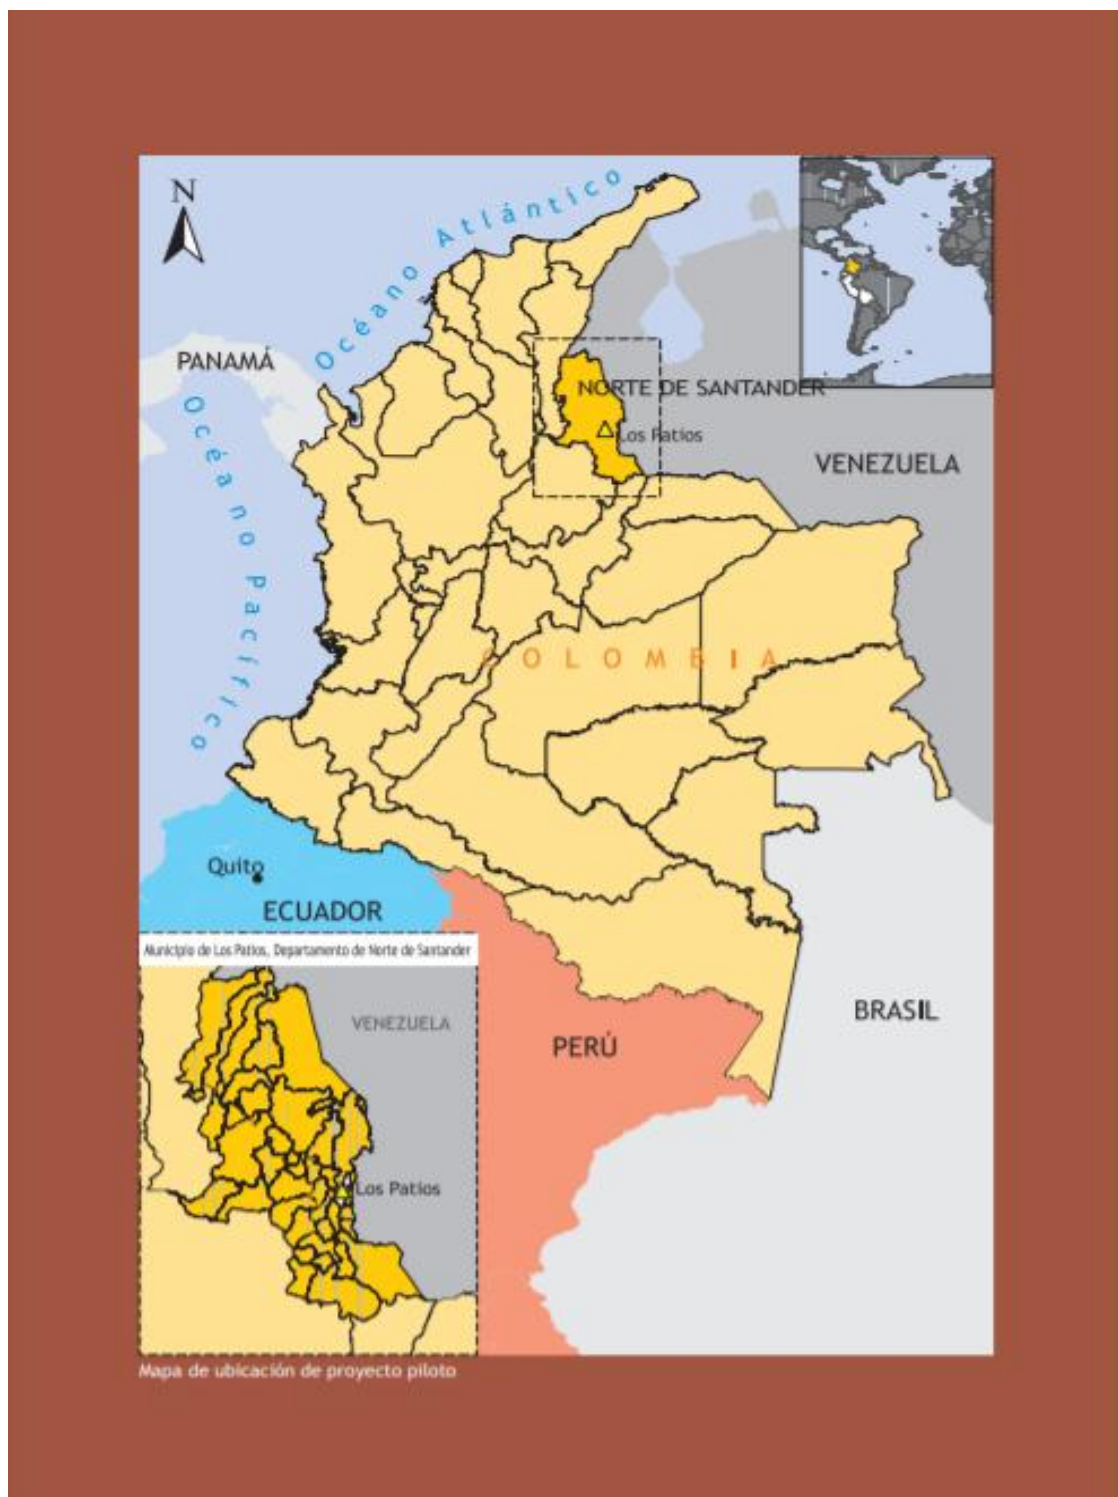 N
Océano Atlántico
PANAMÁ
NORTE DE SANTANDER
Los Patios
VENEZUELA
Océano Pacífico
COLOMBIA
Quito
ECUADOR
Municipio de Los Patios, Departamento de Norte de Santander
VENEZUELA
BRASIL
PERÚ
Los Patios
Mapa de ubicación de proyecto piloto